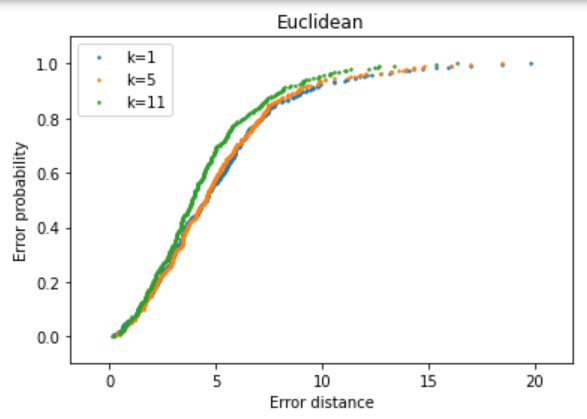 Euclidean
k=1
k=5
k=11
Error probability
1.0
0.8
0.6
0.4
0.2
0.0
0 5 10 15 20
Error distance